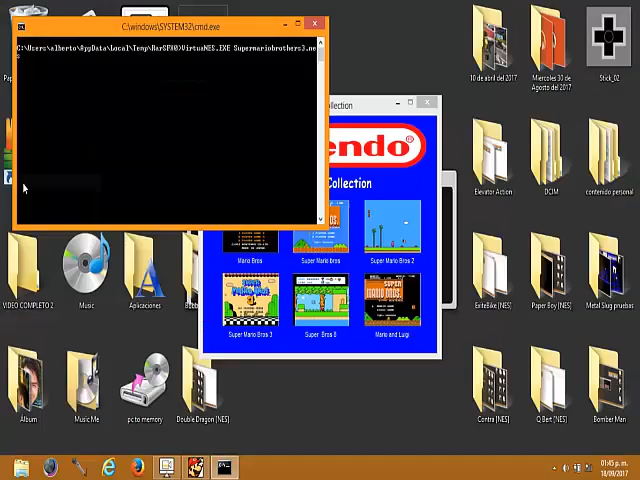 C:\windows\SYSTEM32\cmd.exe
C:\Users\alberto\AppData\Local\Temp\RarSFX0>VirtuaNES.EXE Supermariobrothers3.ne
s
llection
endo
Collection
Mario Bros
Super Mario bros
Super Mario Bros 2
Super Mario Bros 3
Super Bros 8
Mario and Luigi
10 de abril del 2017
Miercoles 30 de
Agosto del 2017
Stick_02
Elevator Action
DCIM
contenido personal
VIDEO COMPLETO 2
Music
Aplicaciones
ExiteBike [NES]
Paper Boy [NES]
Metal Slug pruebas
Álbum
Music Me
pc to memory
Double Dragon [NES]
Contra [NES]
Q Bert [NES]
Bomber Man
01:45 p. m.
18/09/2017